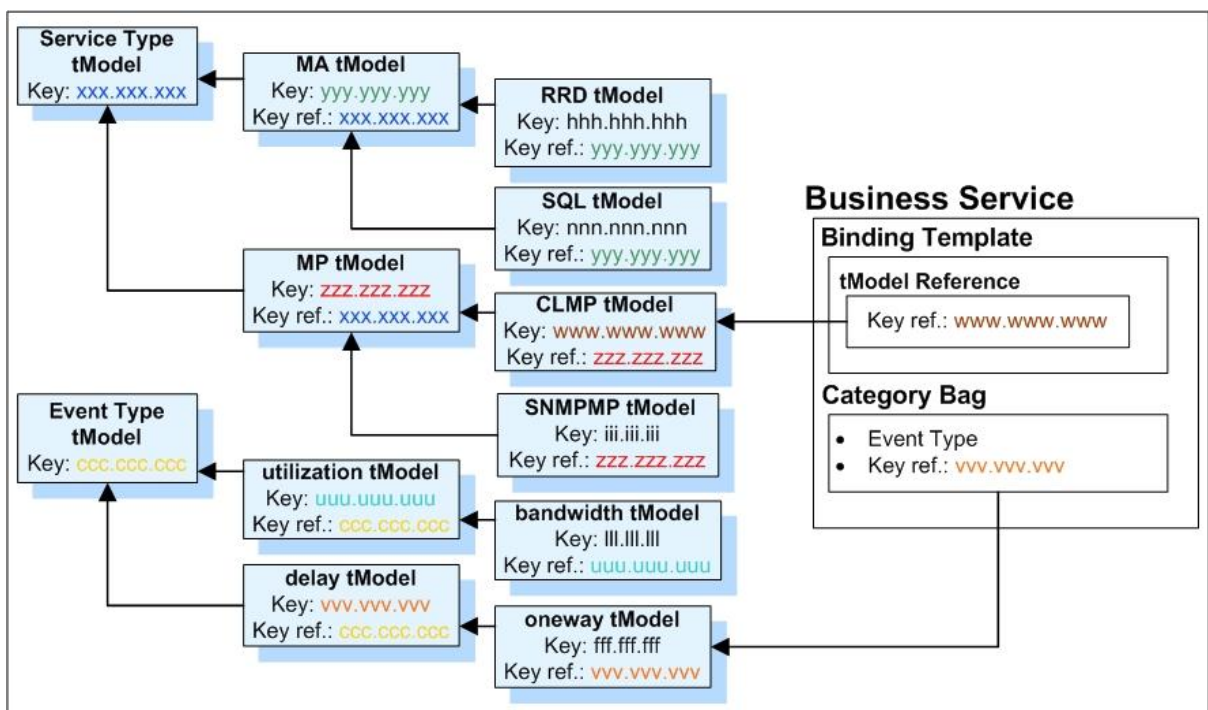 Service Type
tModel
Key: xxx.xxx.xxx
MA tModel
Key: yyy.yyy.yyy
Key ref.: xxx.xxx.xxx
RRD tModel
Key: hhh.hhh.hhh
Key ref.: yyy.yyy.yyy
SQL tModel
Key: nnn.nnn.nnn
Key ref.: yyy.yyy.yyy
MP tModel
Key: zzz.zzz.zzz
Key ref.: xxx.xxx.xxx
CLMP tModel
Key: www.www.www
Key ref.: zzz.zzz.zzz
SNMPMP tModel
Key: iii.iii.iii
Key ref.: zzz.zzz.zzz
Event Type
tModel
Key: ccc.ccc.ccc
utilization tModel
Key: uuu.uuu.uuu
Key ref.: ccc.ccc.ccc
bandwidth tModel
Key: lll.lll.lll
Key ref.: uuu.uuu.uuu
delay tModel
Key: vvv.vvv.vvv
Key ref.: ccc.ccc.ccc
oneway tModel
Key: fff.fff.fff
Key ref.: vvv.vvv.vvv
Business Service
Binding Template
tModel Reference
Key ref.: www.www.www
Category Bag
• Event Type
• Key ref.: vvv.vvv.vvv